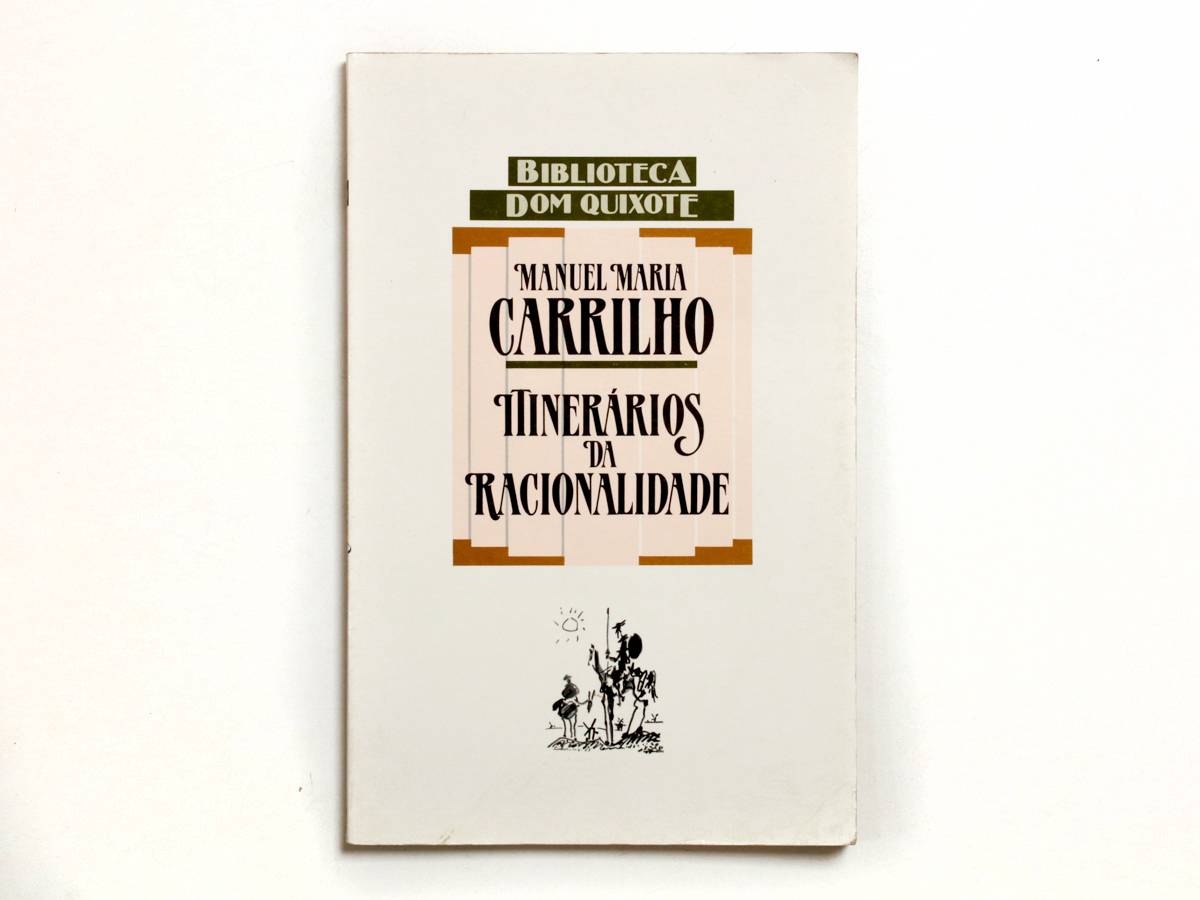 BIBLIOTECA
DOM QUIXOTE
MANUEL MARIA
CARRILHO
ITINERÁRIOS
DA
RACIONALIDADE